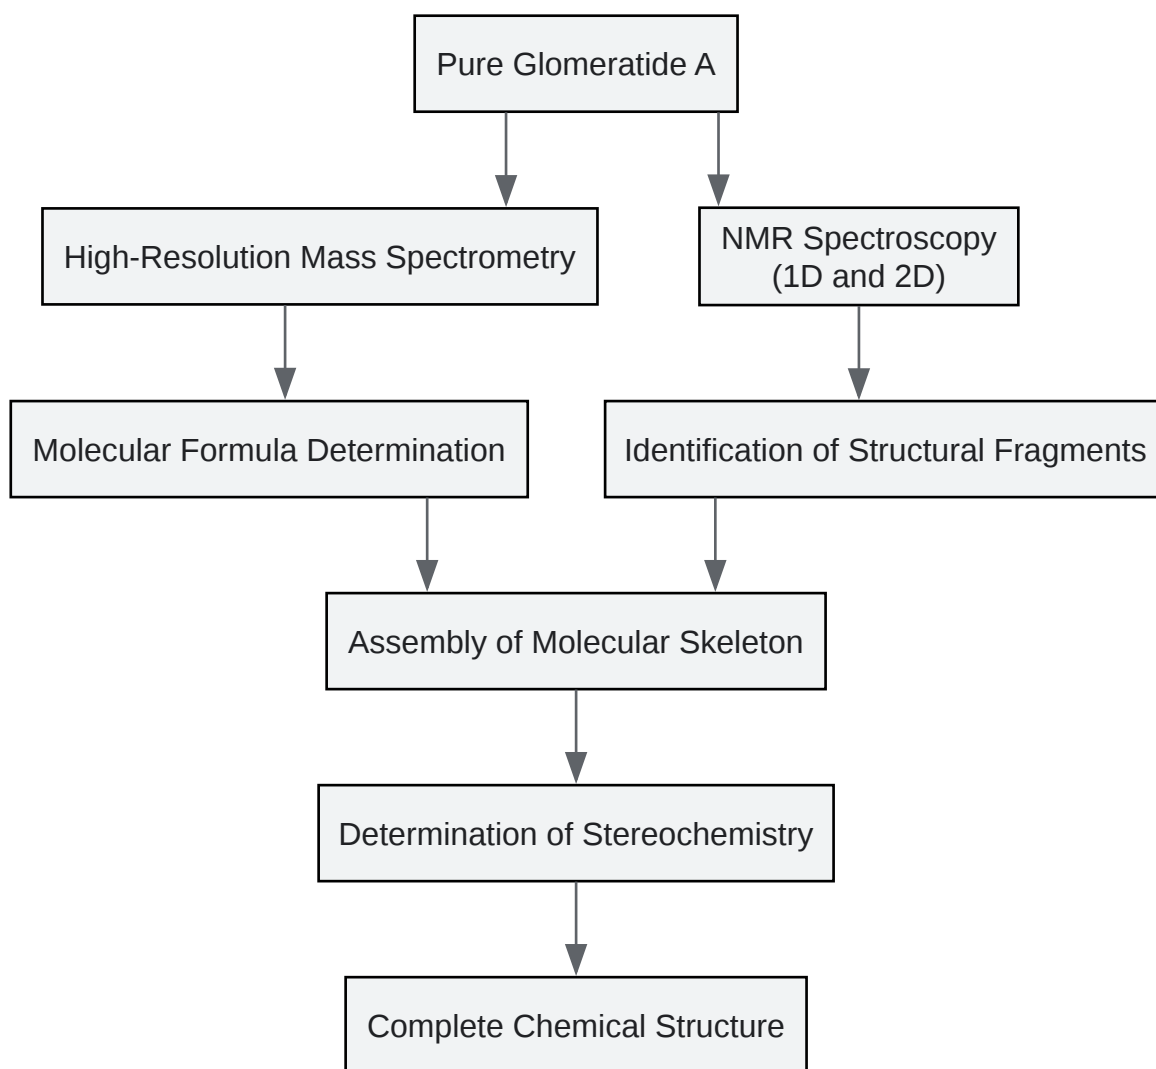 Pure Glomeratide A
High-Resolution Mass Spectrometry
NMR Spectroscopy
(1D and 2D)
Molecular Formula Determination
Identification of Structural Fragments
Assembly of Molecular Skeleton
Determination of Stereochemistry
Complete Chemical Structure